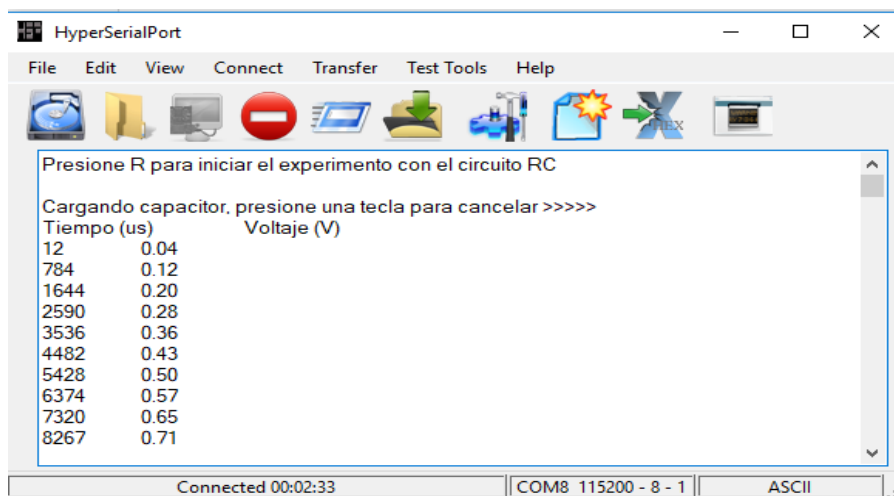 HyperSerialPort
File Edit View Connect Transfer Test Tools Help
Presione R para iniciar el experimento con el circuito RC
Cargando capacitor, presione una tecla para cancelar >>>>>
Tiempo (us) Voltaje (V)
12 0.04
784 0.12
1644 0.20
2590 0.28
3536 0.36
4482 0.43
5428 0.50
6374 0.57
7320 0.65
8267 0.71
Connected 00:02:33 COM8 115200 - 8 - 1 ASCII